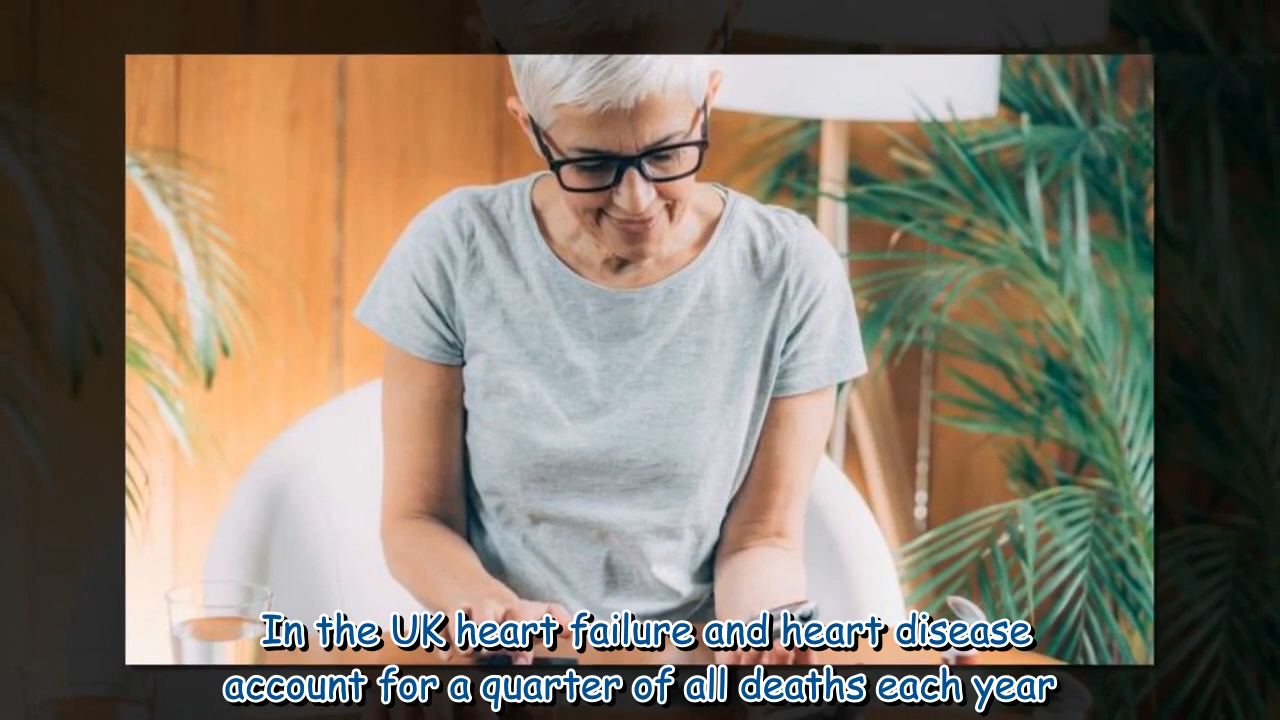 In the UK heart failure and heart disease
account for a quarter of all deaths each year